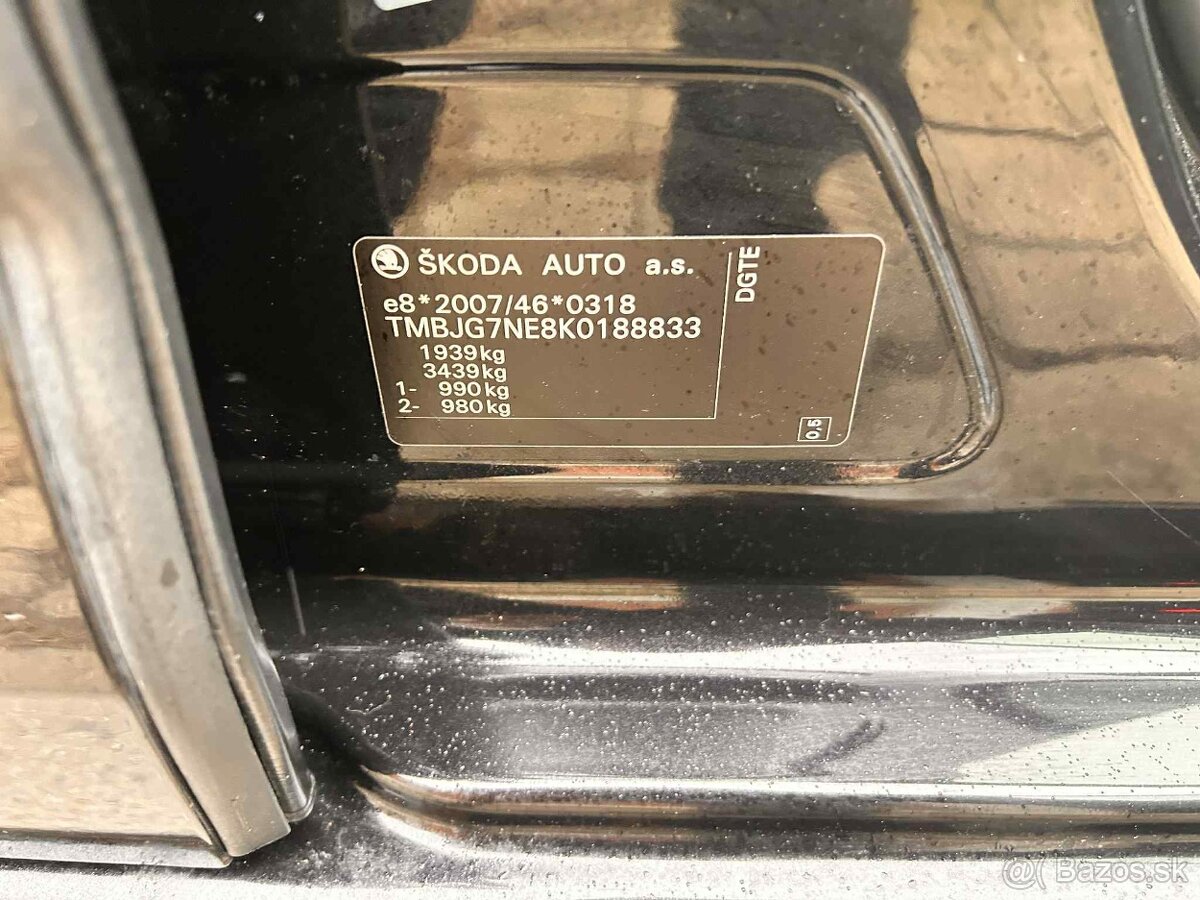 ŠKODA AUTO a.s.
e8*2007/46*0318
TMBJG7NE8K0188833
1939kg
3439kg
1- 990kg
2- 980kg
DGTE
0,5
@ Bazos.sk